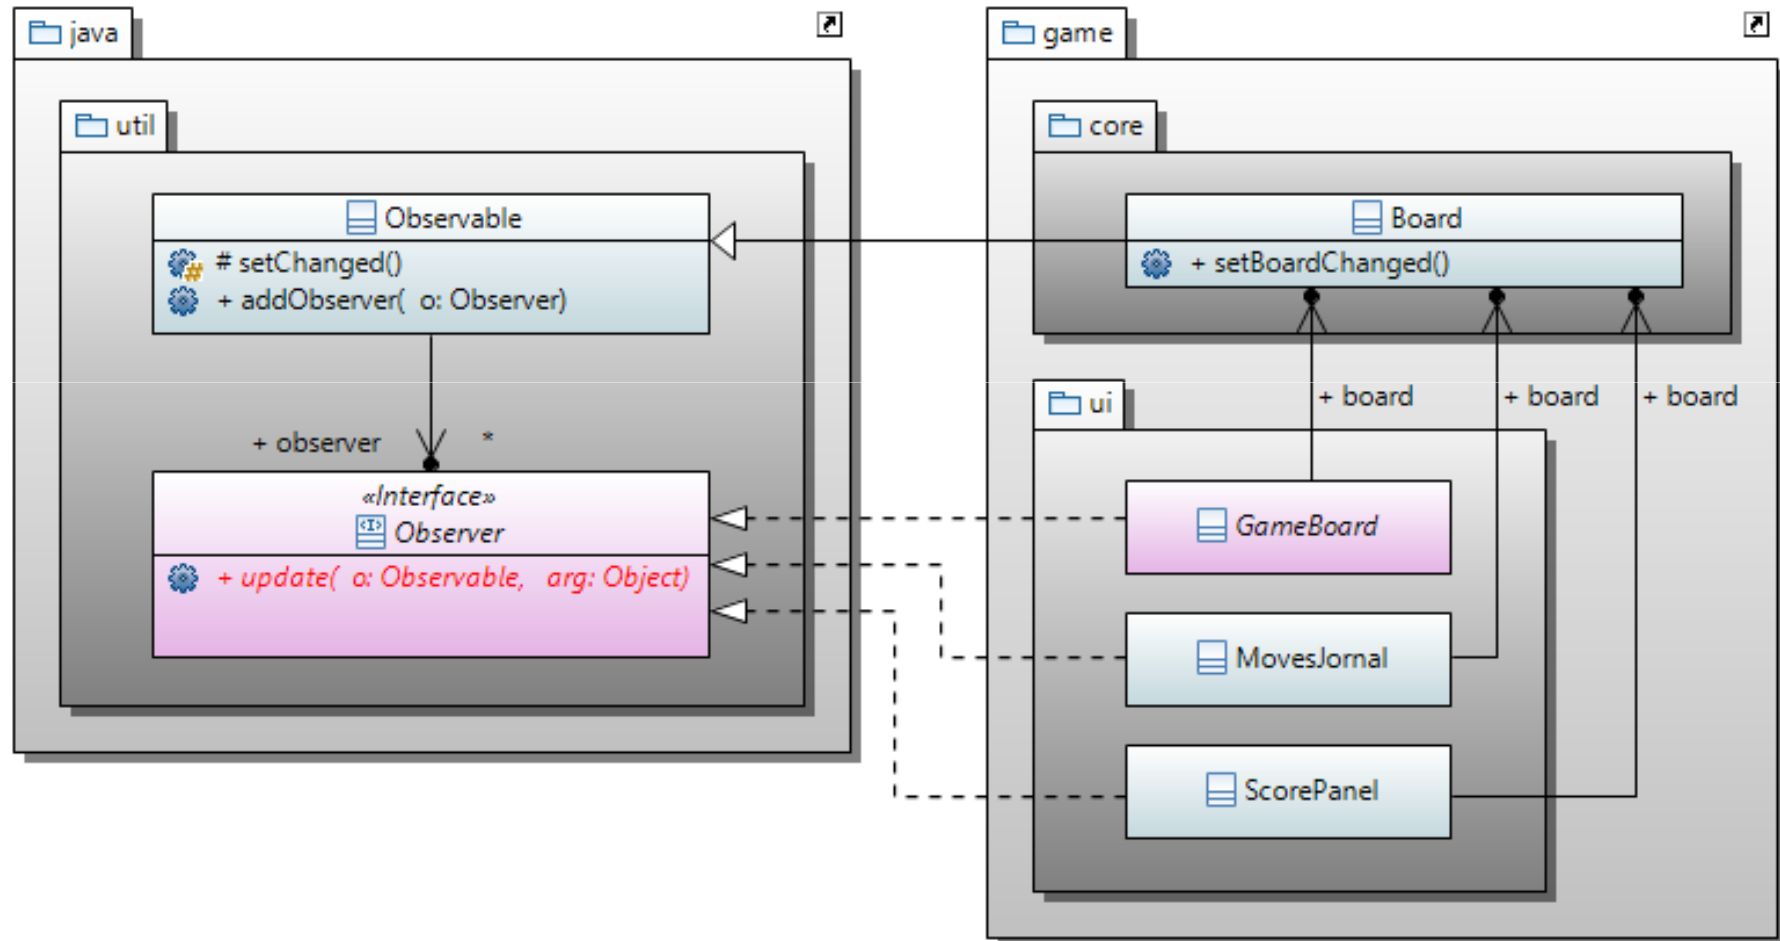 java
util
Observable
# setChanged()
+ addObserver( o: Observer)
+ observer
*
«Interface»
Observer
+ update( o: Observable, arg: Object)
game
core
Board
+ setBoardChanged()
+ board
+ board
+ board
ui
GameBoard
MovesJornal
ScorePanel